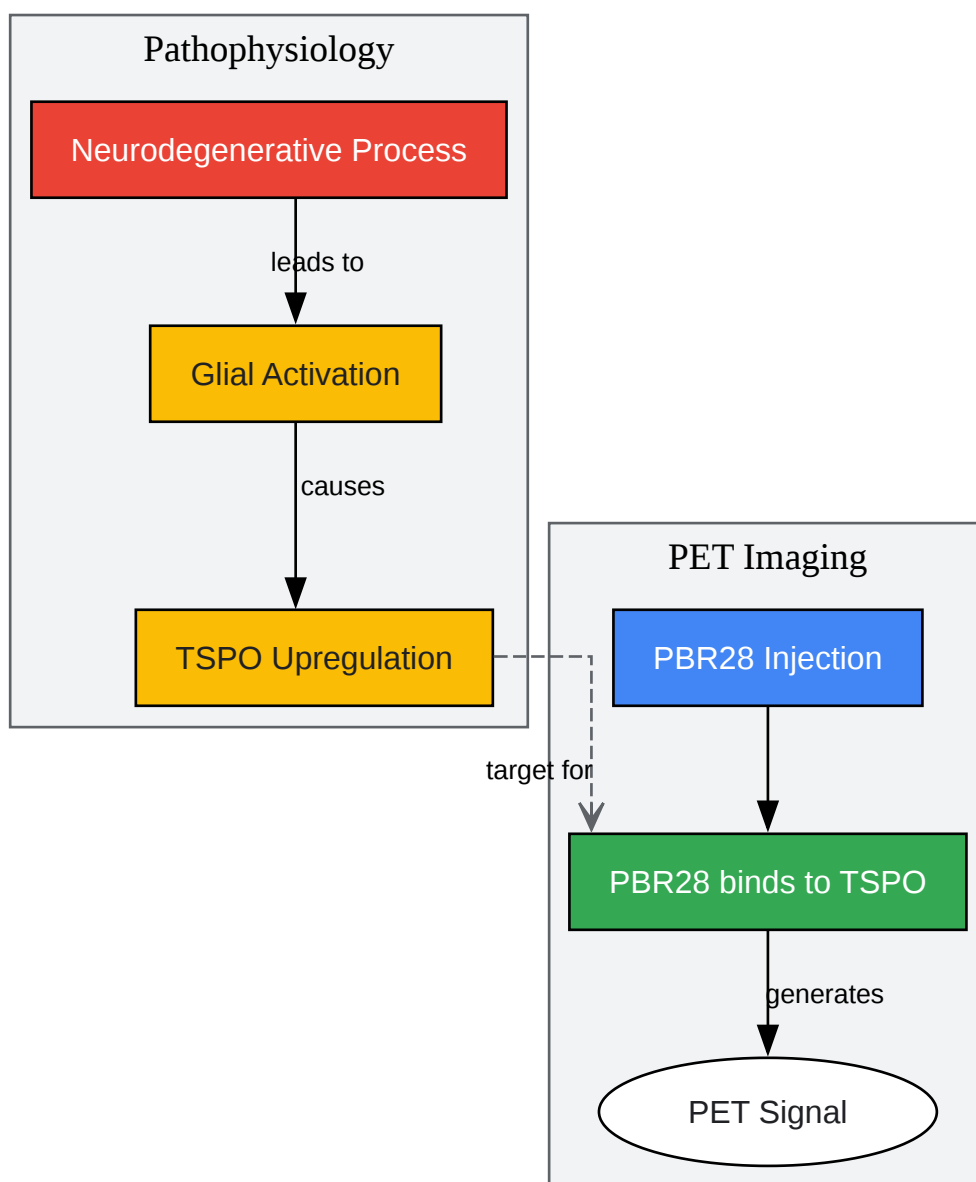 Pathophysiology
Neurodegenerative Process
leads to
Glial Activation
causes
TSPO Upregulation
target for
PET Imaging
PBR28 Injection
PBR28 binds to TSPO
generates
PET Signal